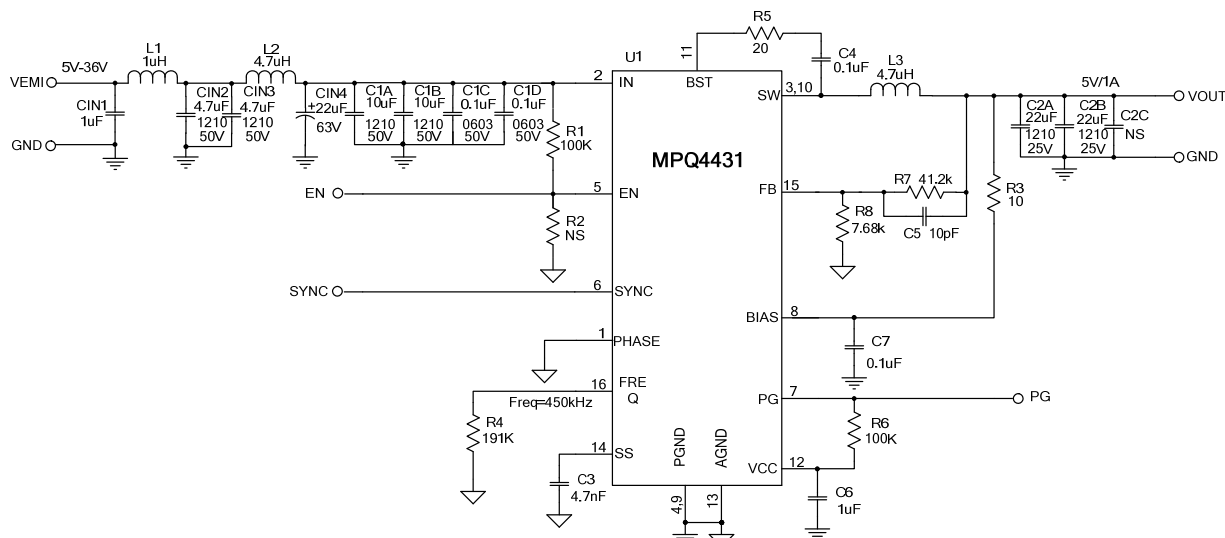 VEMI
5V-36V
L1
1uH
CIN1
1uF
GND
CIN2
4.7uF
1210
50V
CIN3
4.7uF
1210
50V
L2
4.7uH
CIN4
+22uF
63V
C1A
10uF
1210
50V
C1B
10uF
1210
50V
C1C
0.1uF
0603
50V
C1D
0.1uF
0603
50V
R1
100K
EN
R2
NS
SYNC
U1
MPQ4431
2 IN
5 EN
6 SYNC
1 PHASE
16 FRE
Q
Freq=450kHz
R4
191K
14 SS
C3
4.7nF
PGND
4,9
AGND
13
11
BST
R5
20
C4
0.1uF
SW 3,10
L3
4.7uH
5V/1A
VOUT
C2A
22uF
1210
25V
C2B
22uF
1210
25V
C2C
NS
GND
FB 15
R7 41.2k
C5 10pF
R8
7.68k
R3
10
BIAS 8
C7
0.1uF
PG 7
PG
R6
100K
VCC 12
C6
1uF